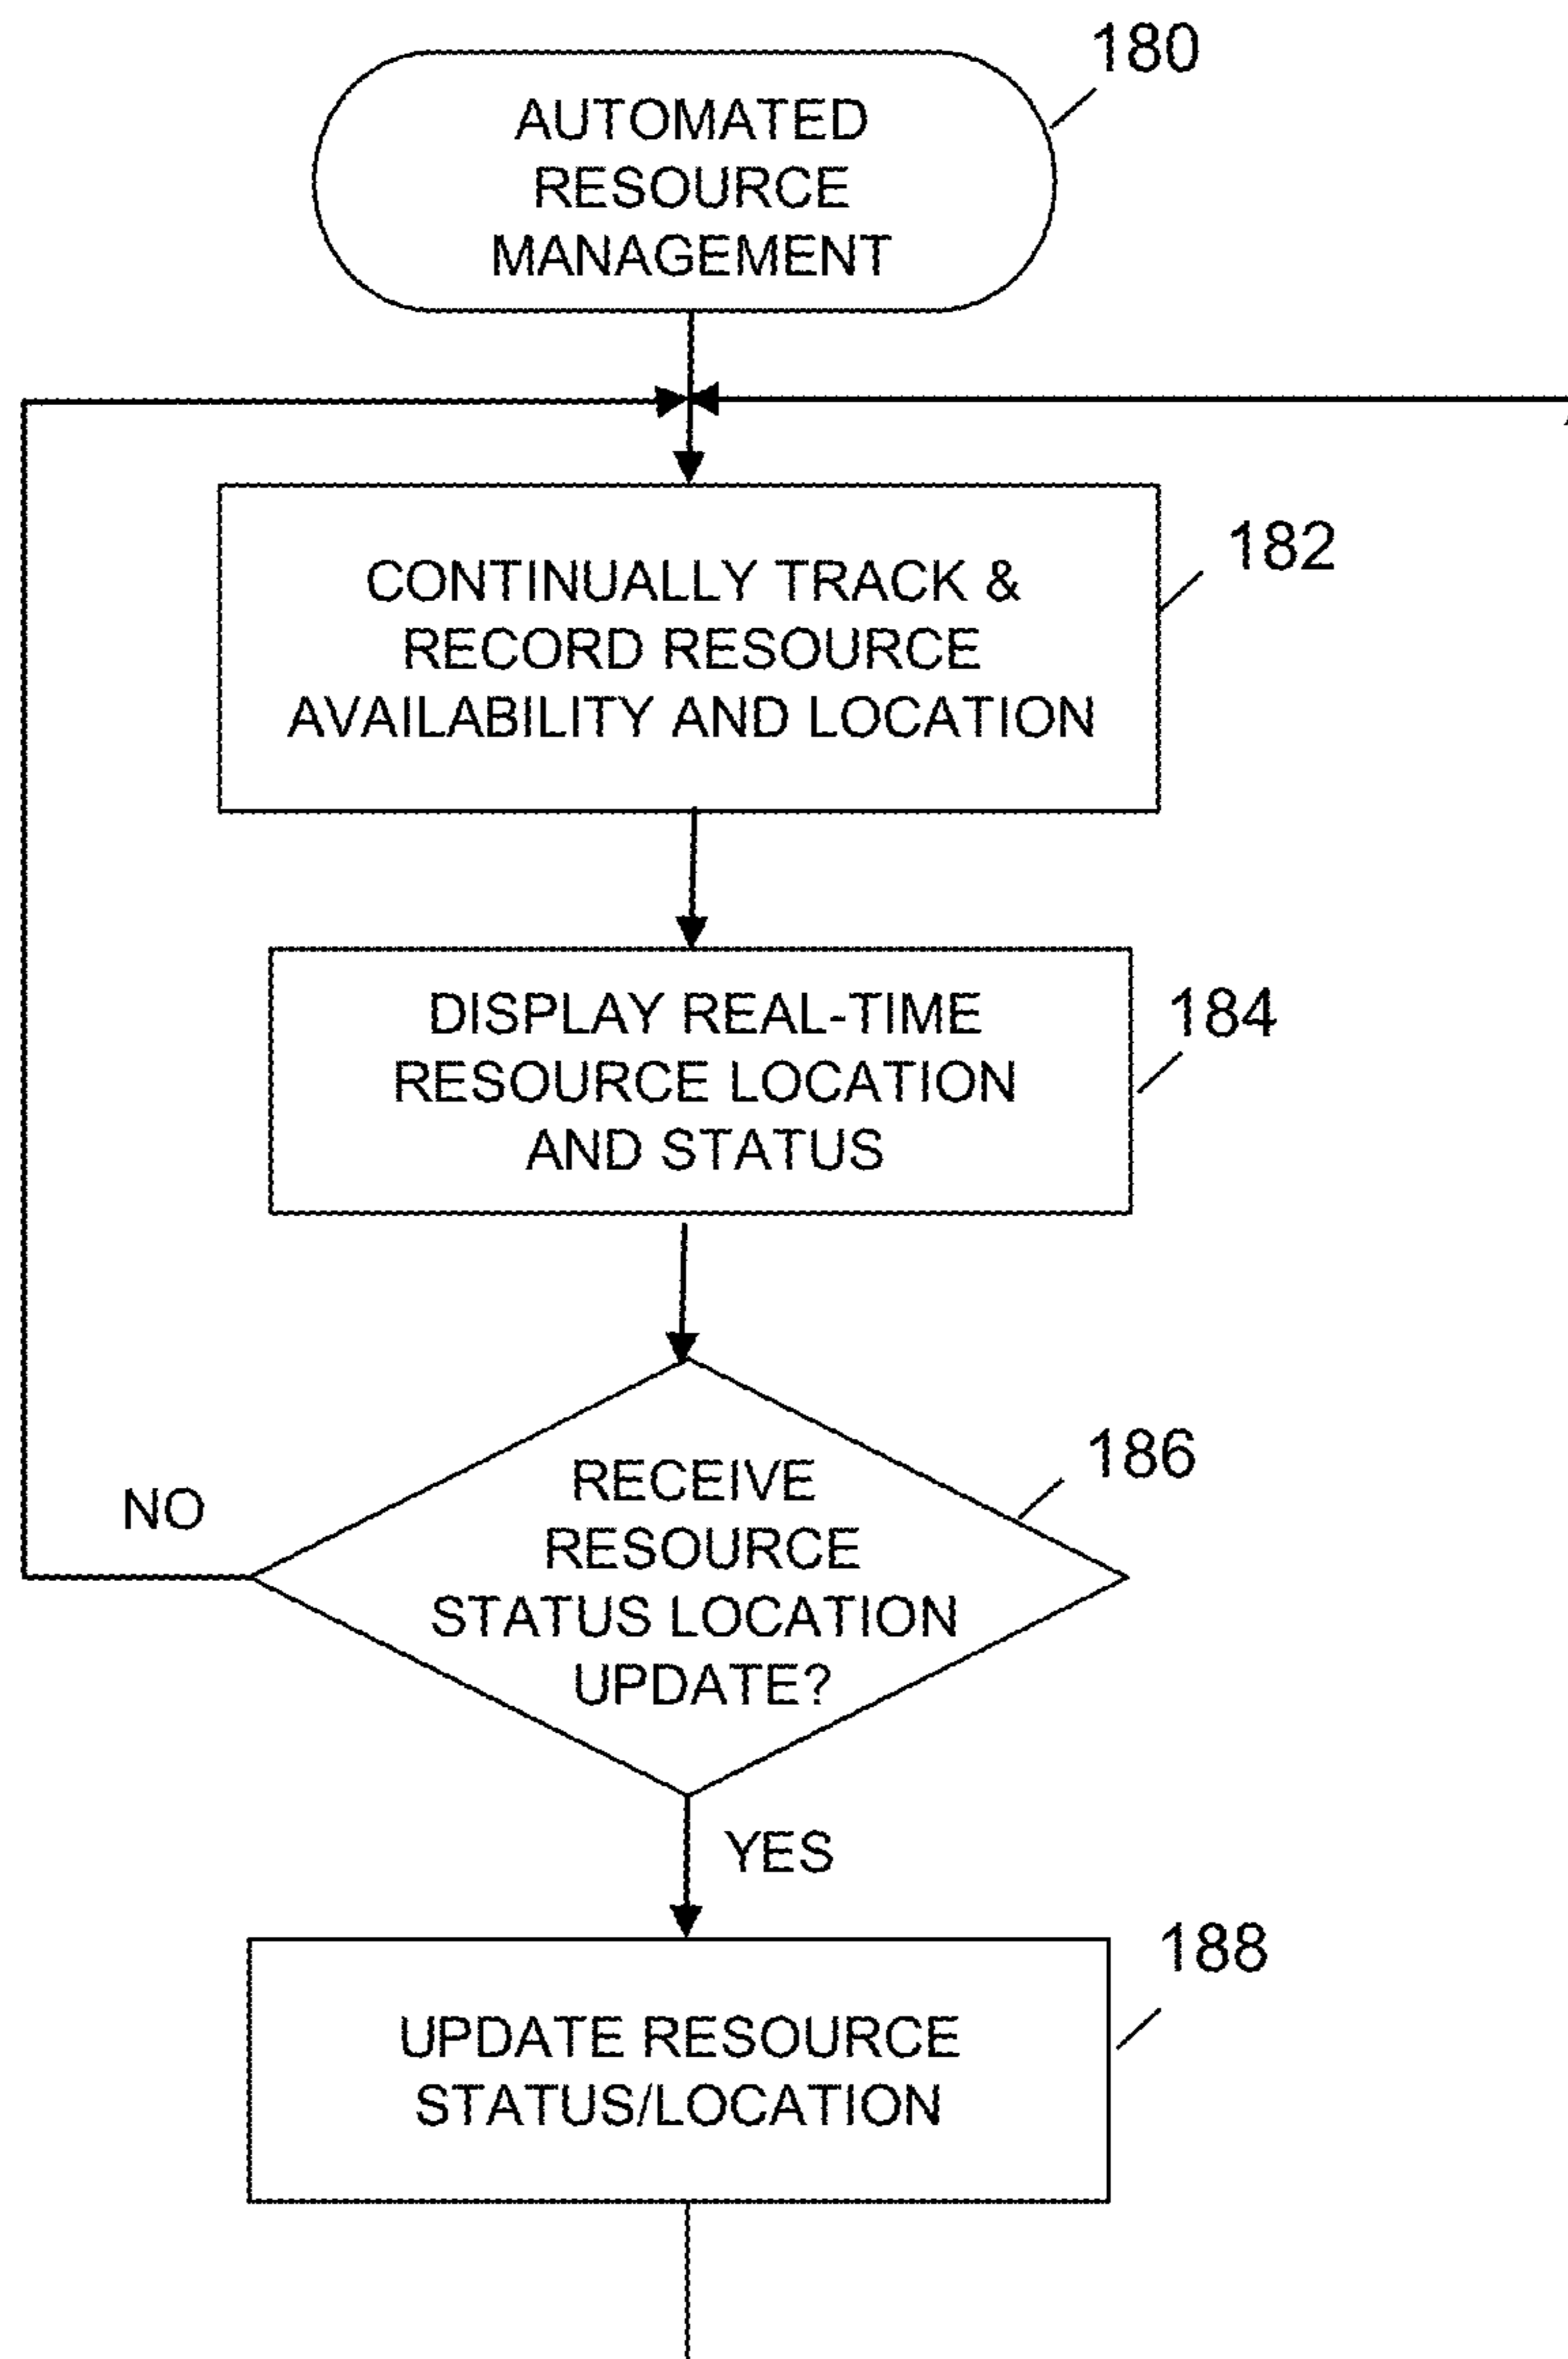 180
AUTOMATED
RESOURCE
MANAGEMENT
182
CONTINUALLY TRACK &
RECORD RESOURCE
AVAILABILITY AND LOCATION
184
DISPLAY REAL-TIME
RESOURCE LOCATION
AND STATUS
186
RECEIVE
RESOURCE
STATUS LOCATION
UPDATE?
NO
YES
188
UPDATE RESOURCE
STATUS/LOCATION